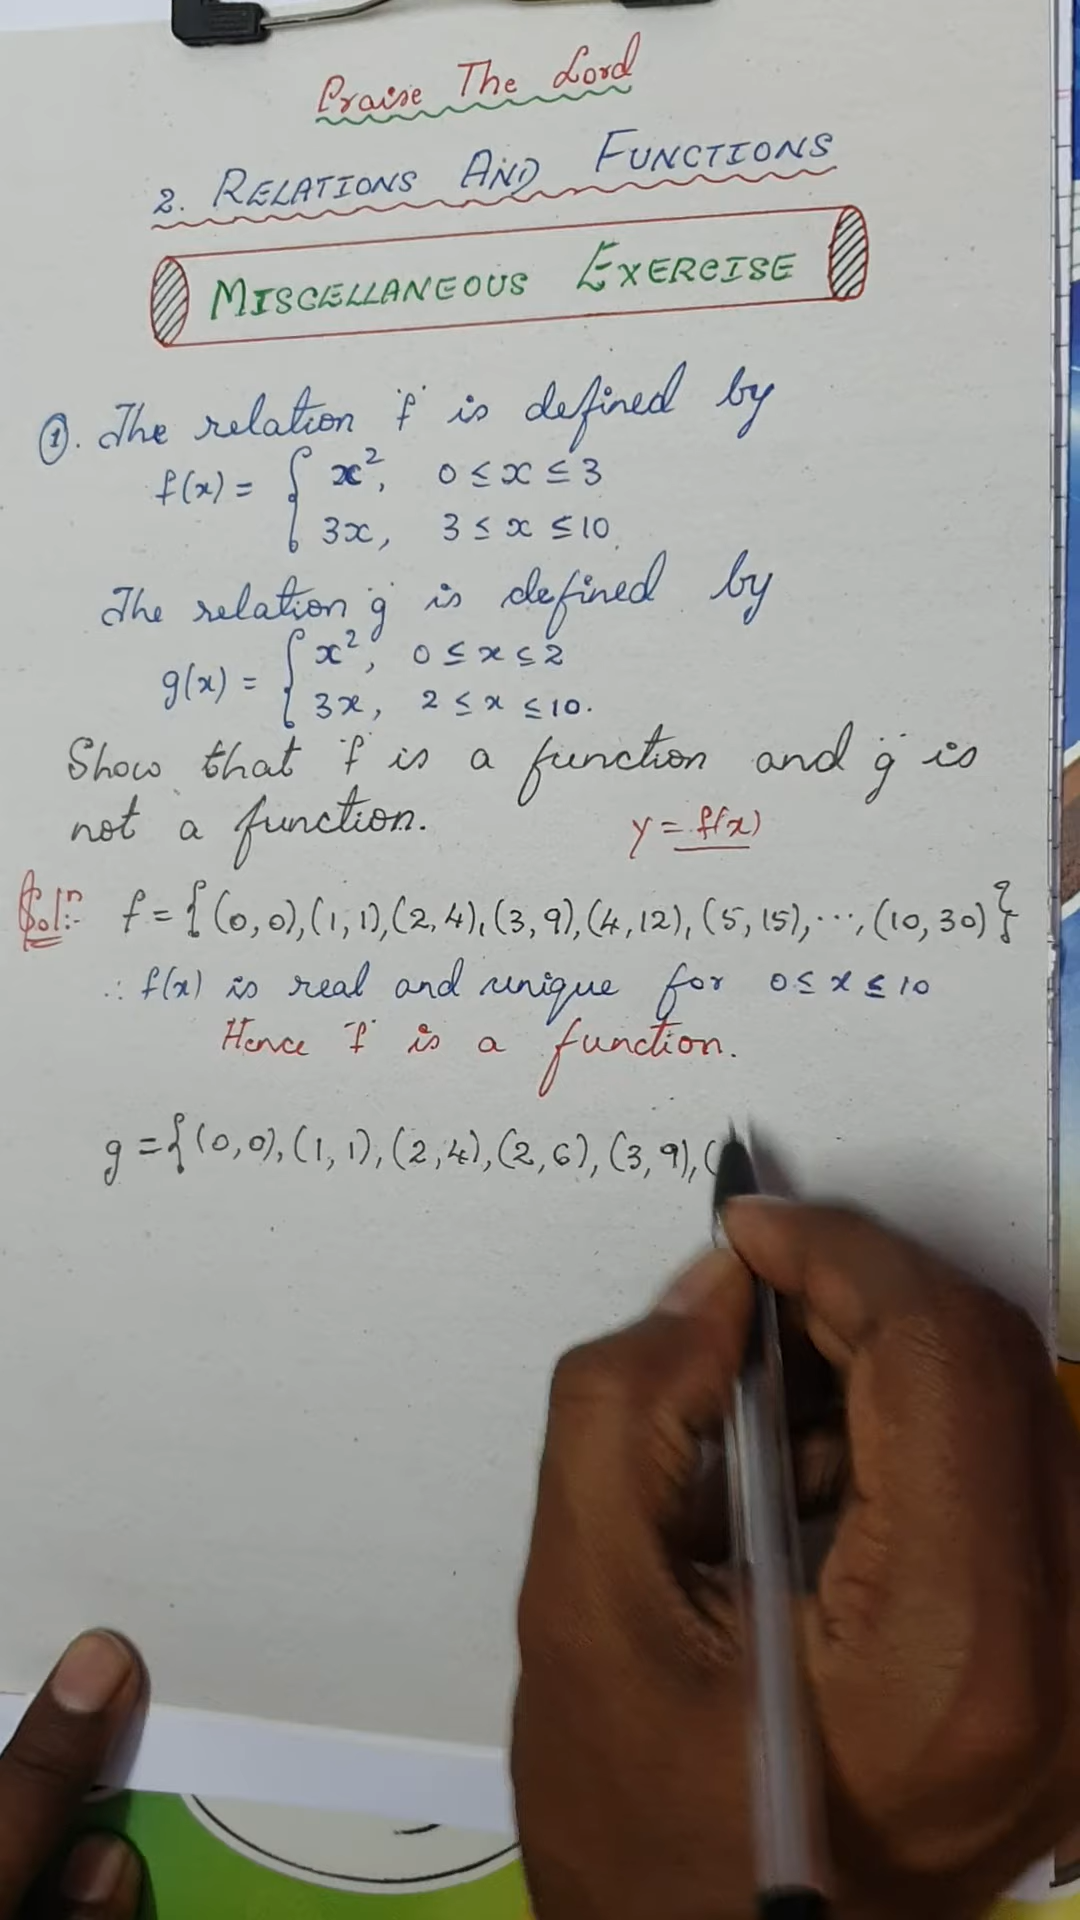 Praise The Lord
2. RELATIONS AND FUNCTIONS
MISCELLANEOUS EXERCISE
①. The relation 'f' is defined by
f(x) = { x², 0 ≤ x ≤ 3
3x, 3 ≤ x ≤ 10.
The relation 'g' is defined by
g(x) = { x², 0 ≤ x ≤ 2
3x, 2 ≤ x ≤ 10.
Show that 'f' is a function and 'g' is
not a function.
y = f(x)
Solⁿ:- f = {(0,0), (1,1), (2,4), (3,9), (4,12), (5,15), ..., (10,30)}
∴ f(x) is real and unique for 0 ≤ x ≤ 10
Hence 'f' is a function.
g = {(0,0), (1,1), (2,4), (2,6), (3,9), (